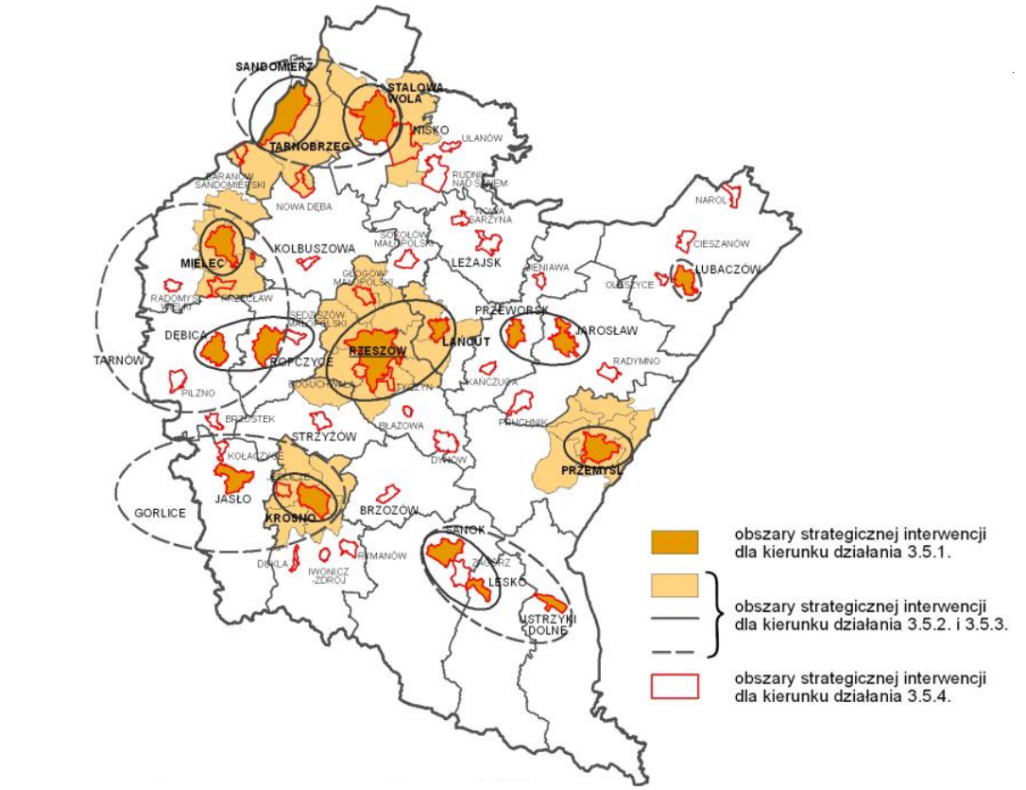 SANDOMIERZ
STALOWA
WOLA
NISKO
ULANÓW
TARNOBRZEG
BARANÓW
SANDOMIERSKI
RUDNIK
NAD SANEM
NOWA DĘBA
NAROL
NOWA
SARZYNA
SOKOŁÓW
MAŁOPOLSKI
CIESZANÓW
KOLBUSZOWA
MIELEC
LEŻAJSK
SIENIAWA
LUBACZÓW
GŁOGÓW
MAŁOPOLSKI
OLESZYCE
RADOMYŚL
WIELKI
PRZECŁAW
SĘDZISZÓW
MAŁOPOLSKI
PRZEWORSK
JAROSŁAW
DĘBICA
ŁAŃCUT
RZESZÓW
TARNÓW
ROPCZYCE
RADYMNO
BOGUCHWAŁA
TYCZYN
KAŃCZUGA
PILZNO
BRZOSTEK
BŁAŻOWA
PRUCHNIK
STRZYŻÓW
KOŁACZYCE
DYNÓW
PRZEMYŚL
JEDLICZE
JASŁO
GORLICE
KROSNO
BRZOZÓW
SANOK
DUKLA
IWONICZ
-ZDRÓJ
RYMANÓW
ZAGÓRZ
LESKO
USTRZYKI
DOLNE
obszary strategicznej interwencji
dla kierunku działania 3.5.1.
obszary strategicznej interwencji
dla kierunku działania 3.5.2. i 3.5.3.
obszary strategicznej interwencji
dla kierunku działania 3.5.4.